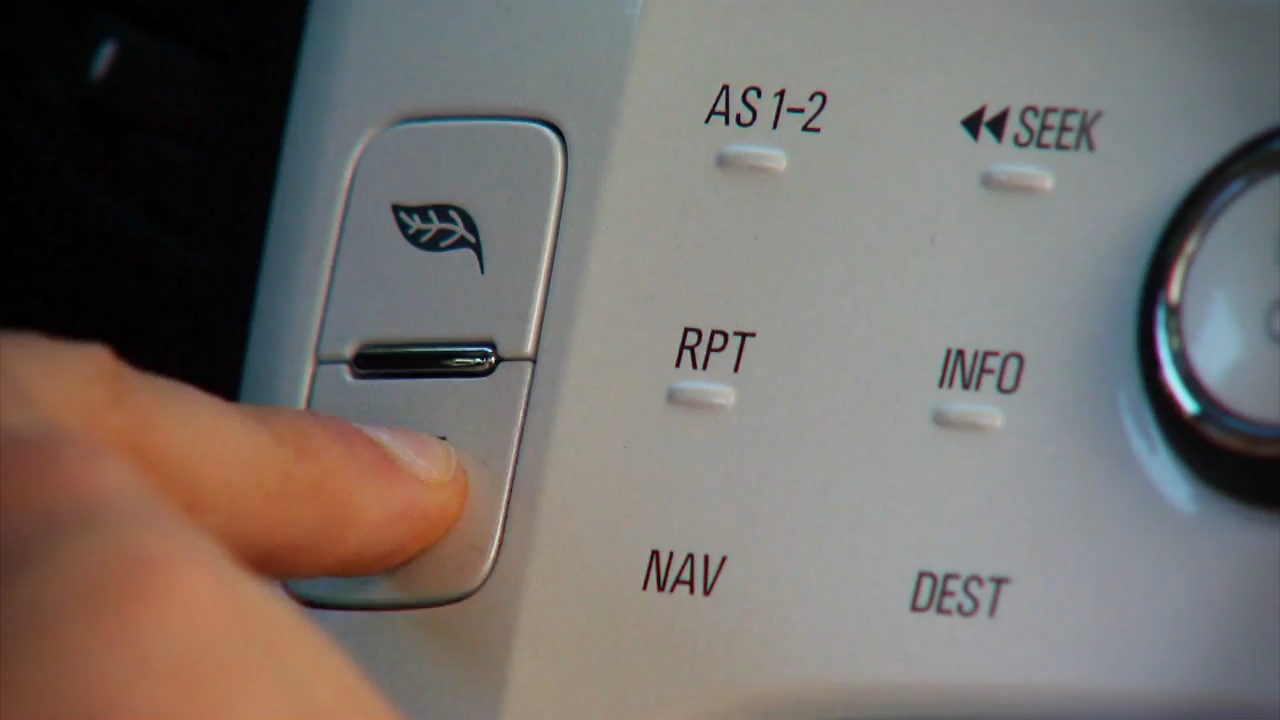 AS 1-2
SEEK
RPT
INFO
NAV
DEST